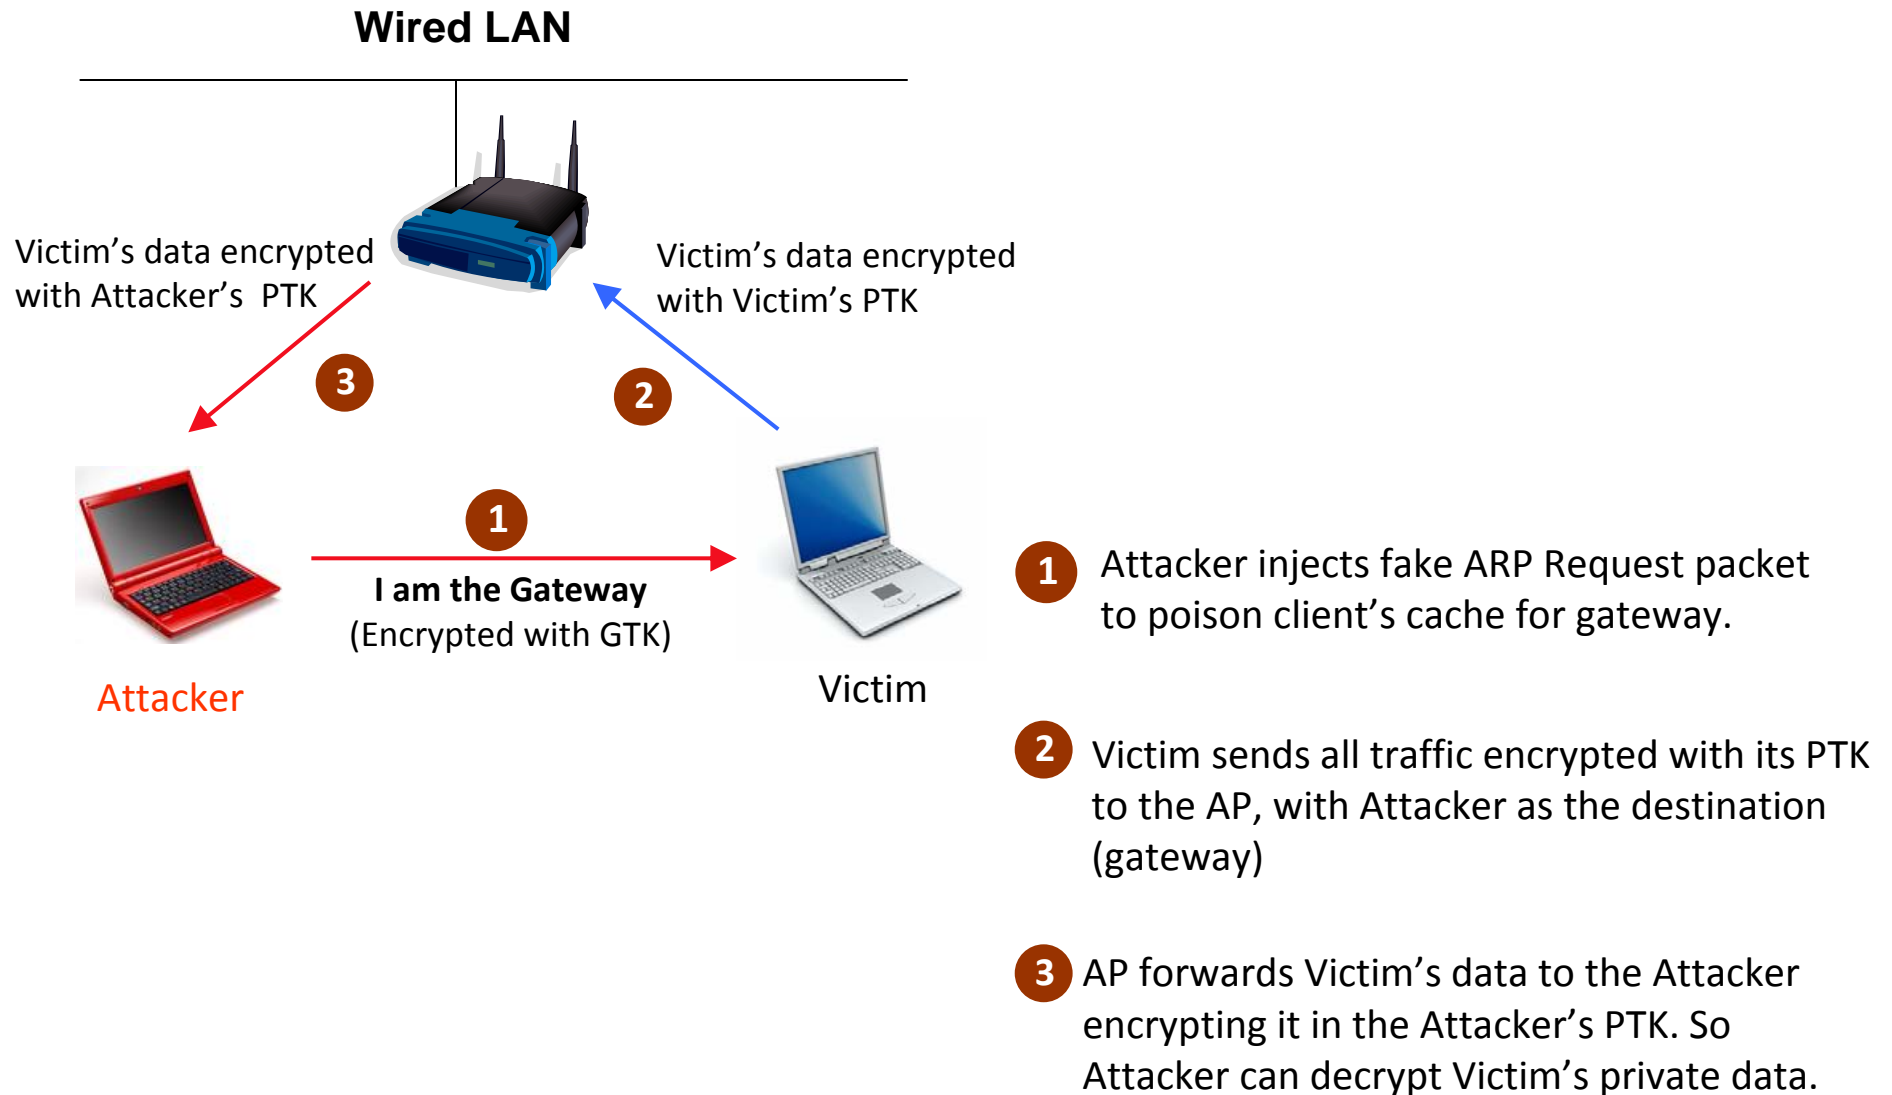 Wired LAN
Victim’s data encrypted
with Attacker’s PTK
Victim’s data encrypted
with Victim’s PTK
3
2
1
I am the Gateway
(Encrypted with GTK)
Attacker
Victim
1 Attacker injects fake ARP Request packet
to poison client’s cache for gateway.
2 Victim sends all traffic encrypted with its PTK
to the AP, with Attacker as the destination
(gateway)
3 AP forwards Victim’s data to the Attacker
encrypting it in the Attacker’s PTK. So
Attacker can decrypt Victim’s private data.